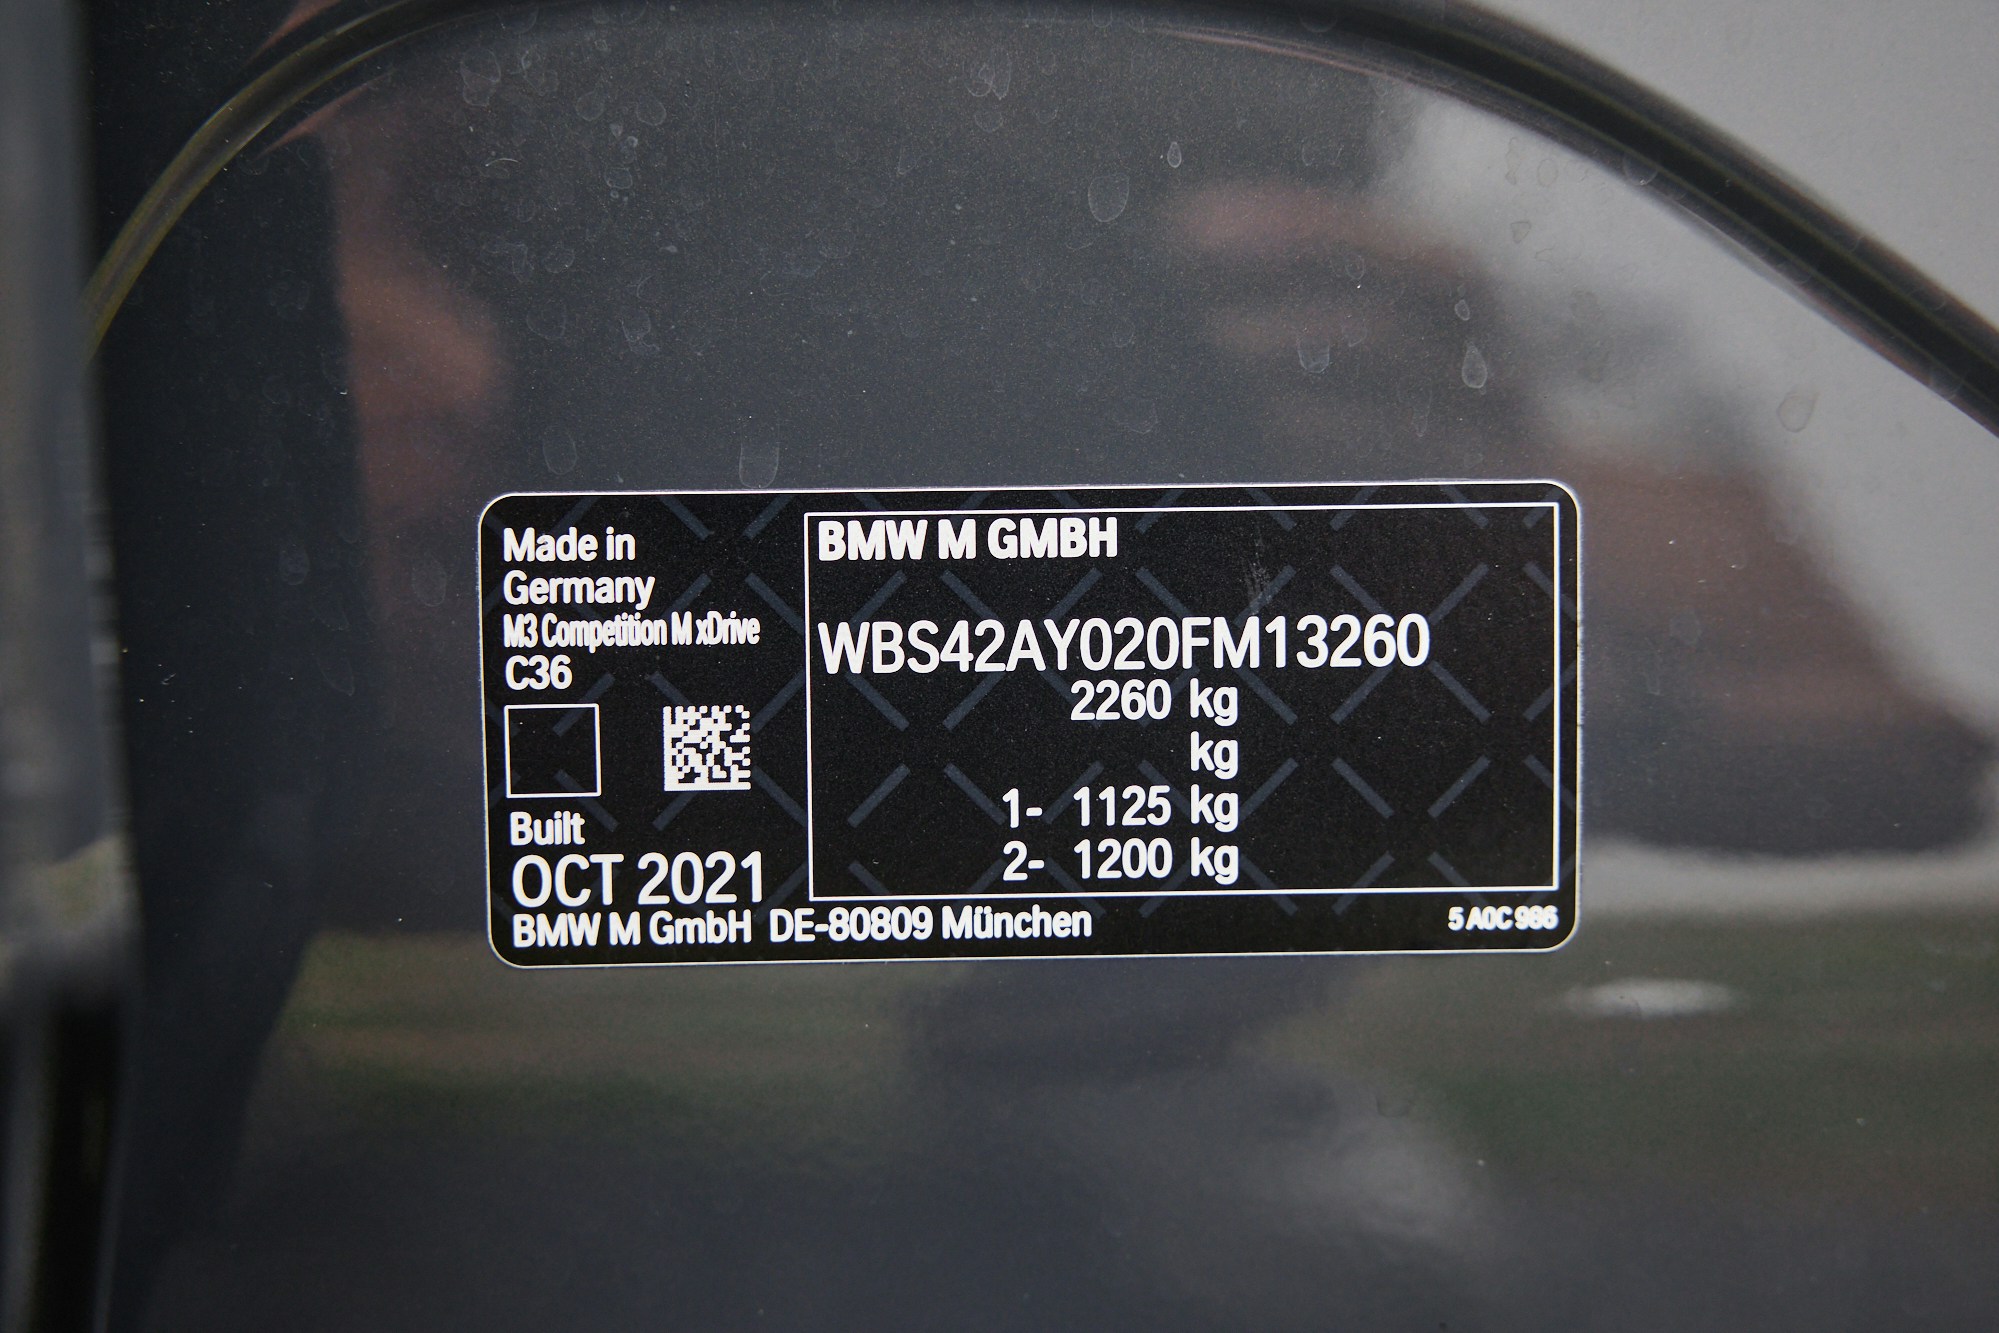 Made in
Germany
M3 Competition M xDrive
C36
Built
OCT 2021
BMW M GMBH
WBS42AY020FM13260
2260 kg
kg
1- 1125 kg
2- 1200 kg
BMW M GmbH DE-80809 München
5 A0C 986